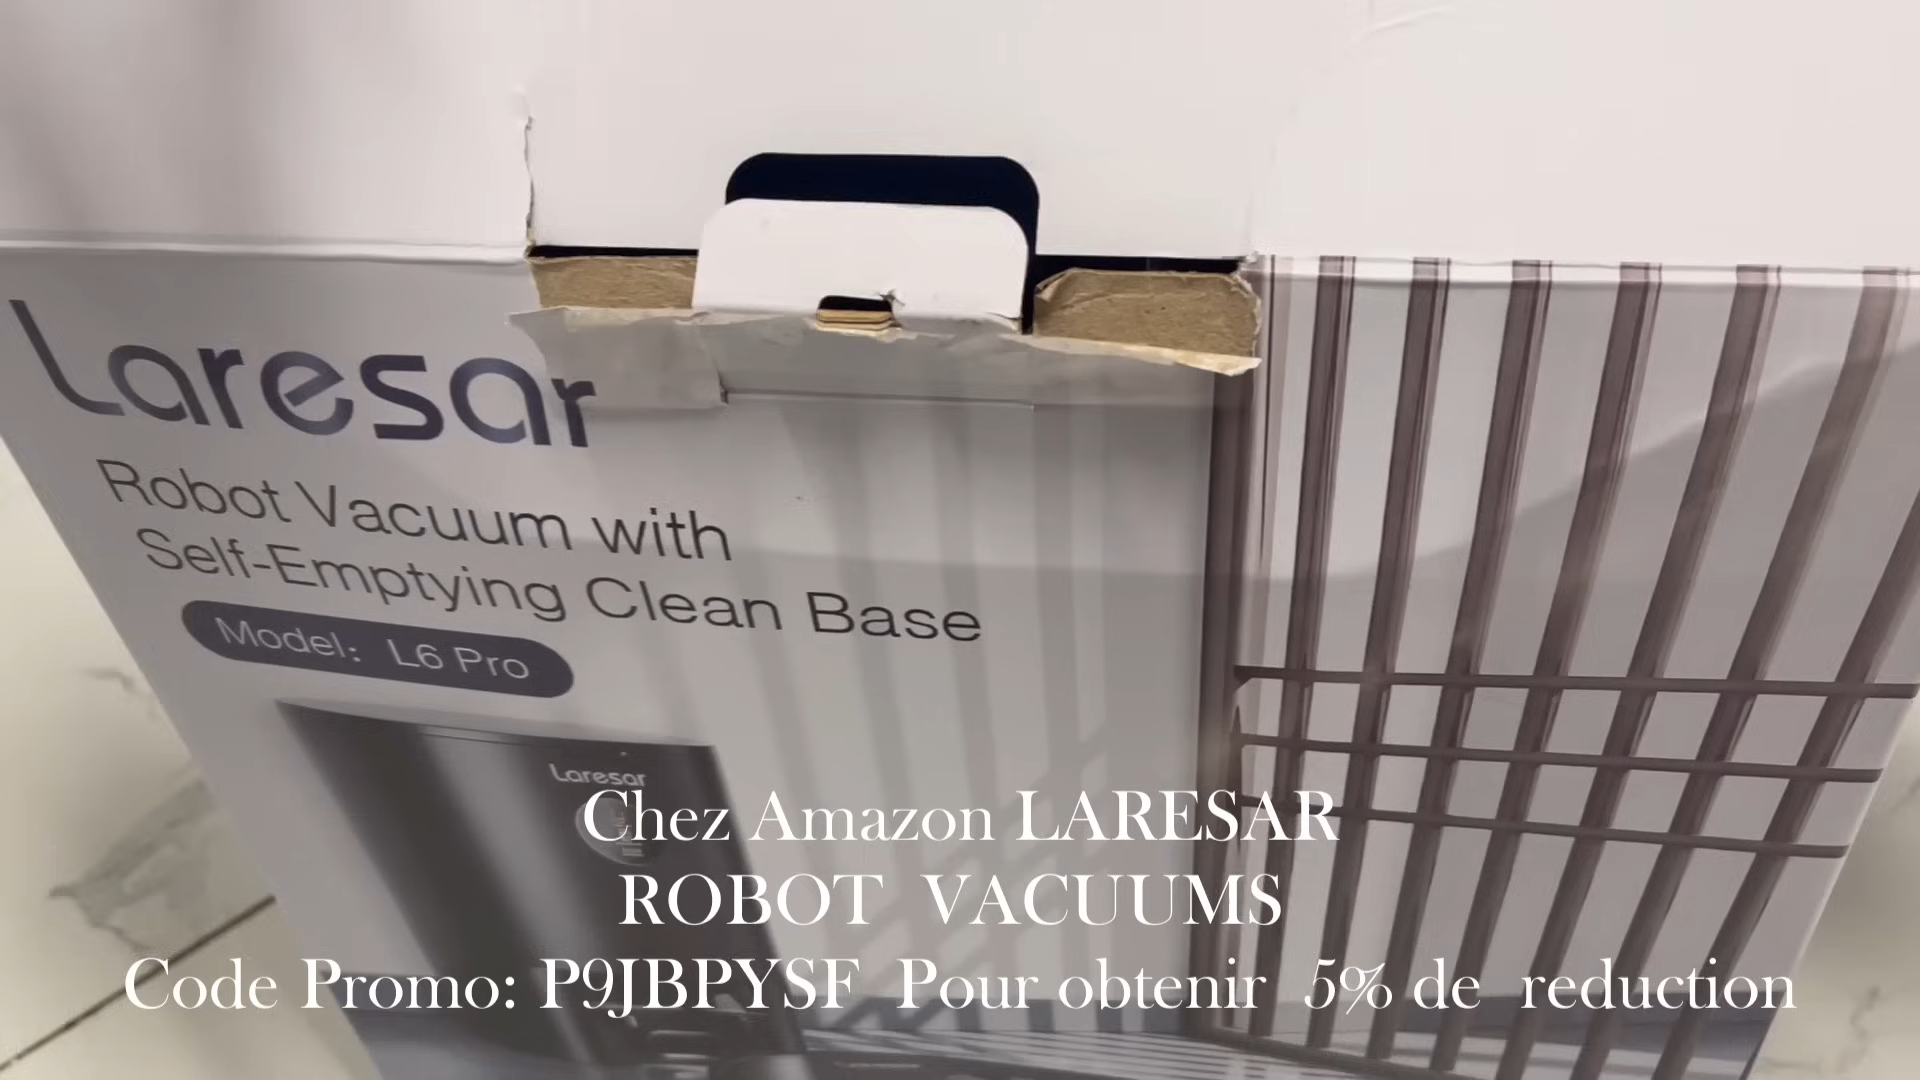 Laresar
Robot Vacuum with
Self-Emptying Clean Base
Model: L6 Pro
Laresar
Chez Amazon LARESAR
ROBOT VACUUMS
Code Promo: P9JBPYSF Pour obtenir 5% de reduction